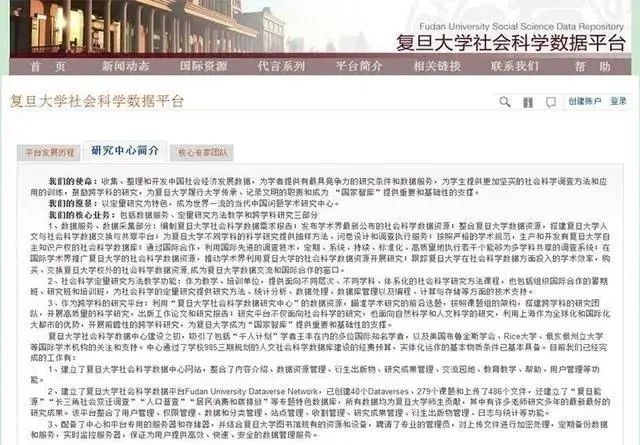 Fudan University Social Science Data Repository
复旦大学社会科学数据平台
首 页 新闻动态 国际资源 代言系列 平台简介 相关链接 联系我们 帮 助
复旦大学社会科学数据平台
创建账户 登录
平台发展历程 研究中心简介 核心专家团队
我们的使命：收集、整理和开发中国社会经济发展数据，为学者提供有最具竞争力的研究条件和数据服务，为学生提供更加坚实的社会科学调查方法和应
用的训练，鼓励跨学科的研究，为复旦大学履行大学传承、记录文明的职责和成为 “国家智库”提供重要和基础性的支撑。
我们的愿景：以定量研究为特色，成为世界一流的当代中国问题学术研究中心。
我们的核心业务：包括数据服务、定量研究方法教学和跨学科研究三部分
1、数据服务、数据采集部分：编制复旦大学社会科学数据需求报告；发布学术界最新公布的社会科学数据资源；整合复旦大学数据资源，搭建复旦大学人
文与社会科学数据交换与共享平台；为复旦大学不同学科的科学研究提供抽样方法、问卷设计和调查执行服务；按照严格的学术规范，生产和开发有复旦大学自
主知识产权的社会科学数据库；通过国际合作，利用国际先进的调查技术，定期、系统、持续、标准化、高质量地执行若干个能够为多学科共享的调查系统；在
国际学术界推广复旦大学的社会科学数据资源，推动学术界利用复旦大学的社会科学数据资源开展研究；跟踪复旦大学在社会科学数据方面投入的学术效率，购
买、交换复旦大学校外的社会科学数据资源，成为复旦大学数据交流和国际合作的窗口。
2、社会科学定量方法教学功能：作为教学、培训单位，提供面向不同层次、不同学科，体系化的社会科学研究方法课程，也包括组织国际合作的暑期
班、研究班和培训班，为社会科学的定量研究提供研究方法、统计分析、数据处理、数据库管理以及编程、计算与存储等方面的技术支持。
3、作为跨学科的研究平台：利用“复旦大学社会科学数据研究中心”的数据资源，瞄准学术研究的前沿选题，按照课题组的架构，搭建跨学科的研究团
队，开展高质量的科学研究，出版工作论文和研究报告；研究平台不仅面向社会科学的研究，也面向自然科学和人文科学的研究，利用上海作为全球化和国际化
大都市的优势，开展前瞻性的跨学科研究，为复旦大学成为“国家智库”提供重要和基础性的支撑。
复旦大学社会科学数据中心建设之初，吸引了包括“千人计划”学者王丰在内的多位国际知名学者，以及美国布鲁金斯学会、Rice大学、俄亥俄州立大学
等国际学术机构的关注和支持。中心通过了学校985三期规划的人文社会科学数据库建设的经费预算，实体化运作的基本物质条件已基本具备。目前我们已经完
成的工作有：
1、建立了复旦大学社会科学数据中心网站，整合了内容介绍、数据资源管理、衍生出版物、研究成果管理、交流园地、教育教学、帮助、用户管理等功
能。
2、建立了复旦大学社会科学数据平台Fudan University Dataverse Network，已创建40个Dataverses、279个课题和上传了486个文件，还建立了“复旦能
源”“长三角社会变迁调查”“人口普查”“居民消费和联排放”等专题特色数据库，所有数据均为复旦大学师生贡献，其中有许多研究多年的最新最好的
研究成果。该平台整合了用户管理、权限管理、数据和分类管理、站点管理、收割管理、研究成果管理、衍生出版物管理、日志与统计等功能。
3、配备了中心和平台专用的服务器和存储器，并结合复旦大学图书馆现有的资源和设备，聘请了专业的管理员，对上传文件进行加密处理，定期备份数
据和服务，实时监控服务器，保证为用户提供高效、快速、安全的数据管理服务。